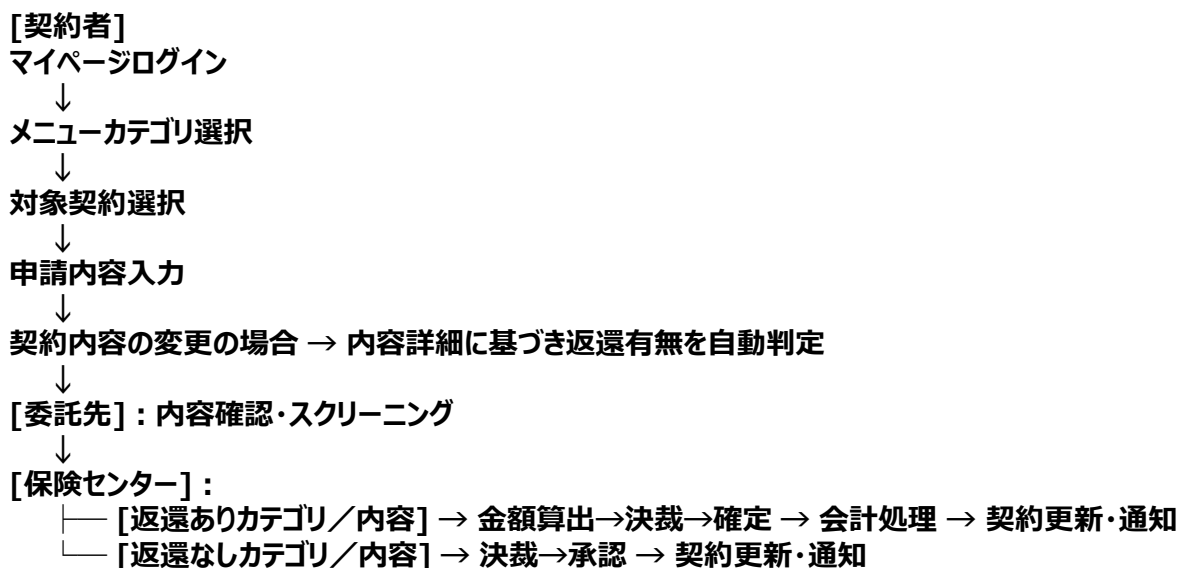 [契約者]
マイページログイン
↓
メニューカテゴリ選択
↓
対象契約選択
↓
申請内容入力
↓
契約内容の変更の場合 → 内容詳細に基づき返還有無を自動判定
↓
[委託先]：内容確認・スクリーニング
↓
[保険センター]：
├─ [返還ありカテゴリ／内容] → 金額算出→決裁→確定 → 会計処理 → 契約更新・通知
└─ [返還なしカテゴリ／内容] → 決裁→承認 → 契約更新・通知